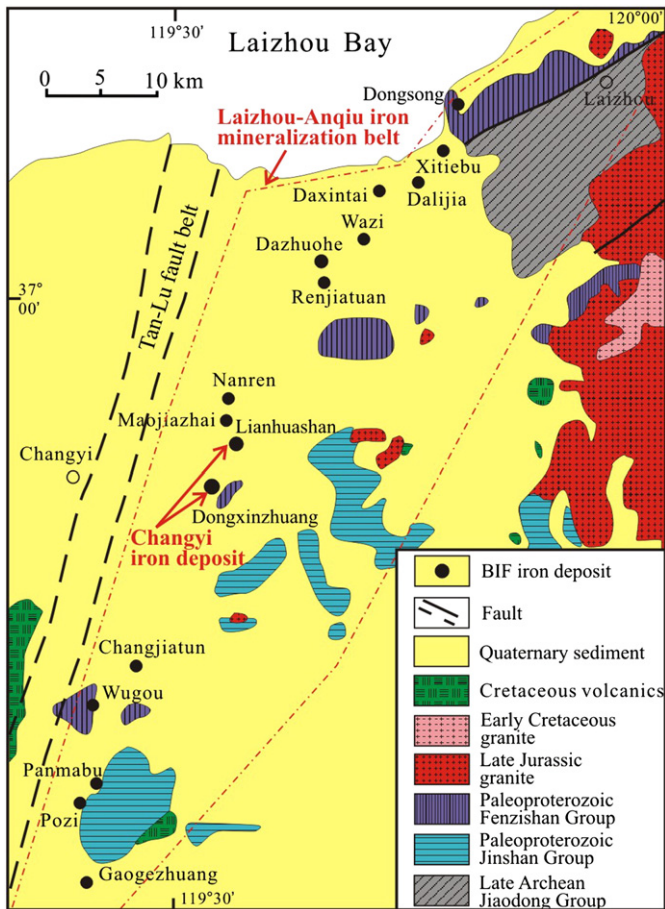 119°30'
120°00'
Laizhou Bay
0 5 10 km
Laizhou
Dongsong
Laizhou-Anqiu iron
mineralization belt
Xitiebu
Daxintai
Dalijia
Wazi
Tan-Lu fault belt
Dazhuohe
37°
00'
Renjiatuan
Nanren
Maojiazhai
Lianhuashan
Changyi
Dongxinzhuang
Changyi
iron deposit
BIF iron deposit
Fault
Quaternary sediment
Cretaceous volcanics
Early Cretaceous
granite
Late Jurassic
granite
Paleoproterozoic
Fenzishan Group
Paleoproterozoic
Jinshan Group
Late Archean
Jiaodong Group
Changjiatun
Wugou
Panmabu
Pozi
Gaogezhuang
119°30'